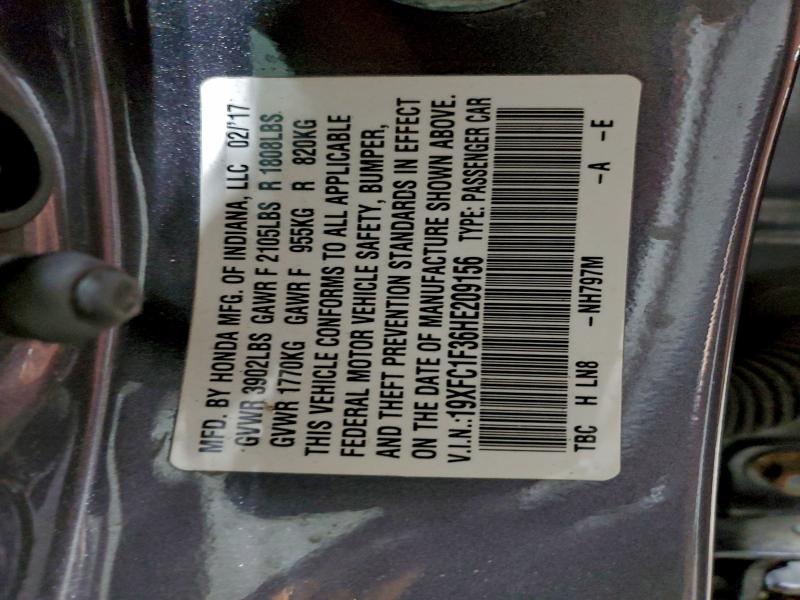 MFD. BY HONDA MFG. OF INDIANA, LLC 02/'17
GVWR 3902LBS GAWR F 2105LBS R 1808LBS
GVWR 1770KG GAWR F 955KG R 820KG
THIS VEHICLE CONFORMS TO ALL APPLICABLE
FEDERAL MOTOR VEHICLE SAFETY, BUMPER,
AND THEFT PREVENTION STANDARDS IN EFFECT
ON THE DATE OF MANUFACTURE SHOWN ABOVE.
V.I.N.:19XFC1F36HE209156 TYPE: PASSENGER CAR
TBC H LN8 -NH797M -A -E